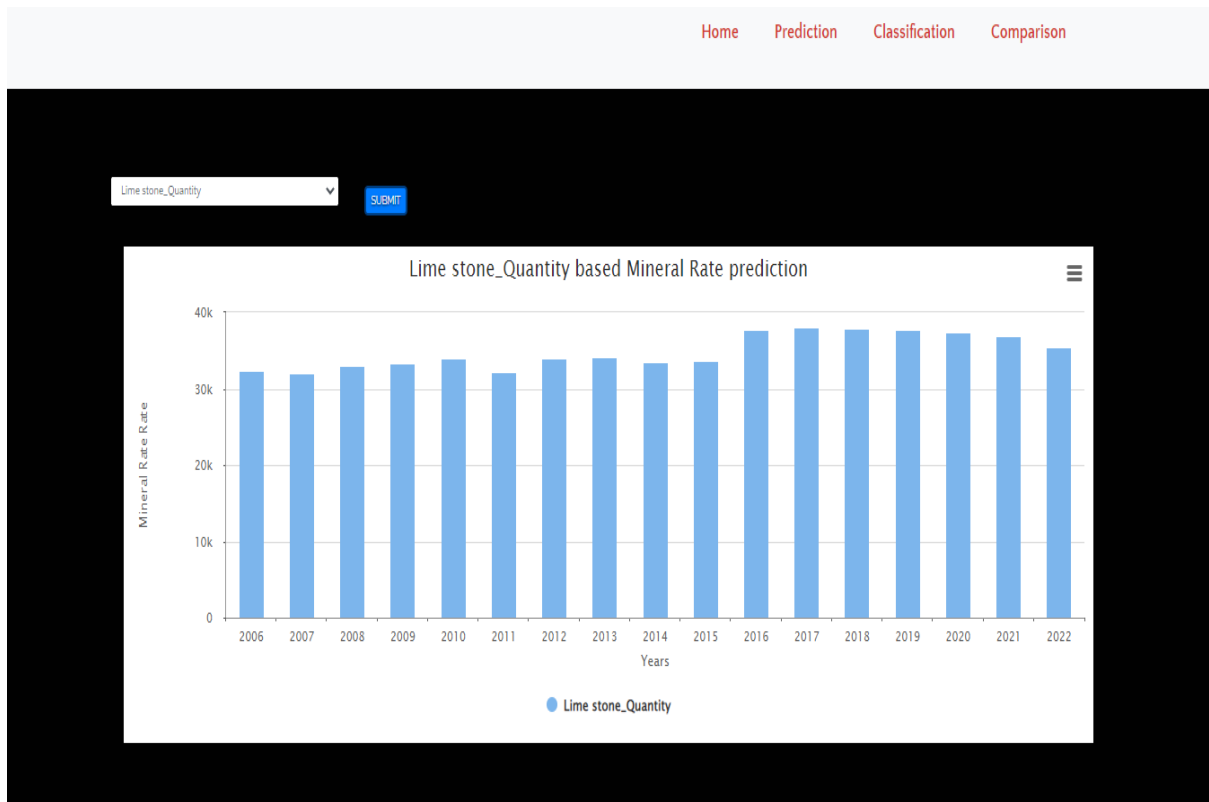 Home Prediction Classification Comparison
Lime stone_Quantity
SUBMIT
Lime stone_Quantity based Mineral Rate prediction
Mineral Rate Rate
40k
30k
20k
10k
0
2006 2007 2008 2009 2010 2011 2012 2013 2014 2015 2016 2017 2018 2019 2020 2021 2022
Years
Lime stone_Quantity